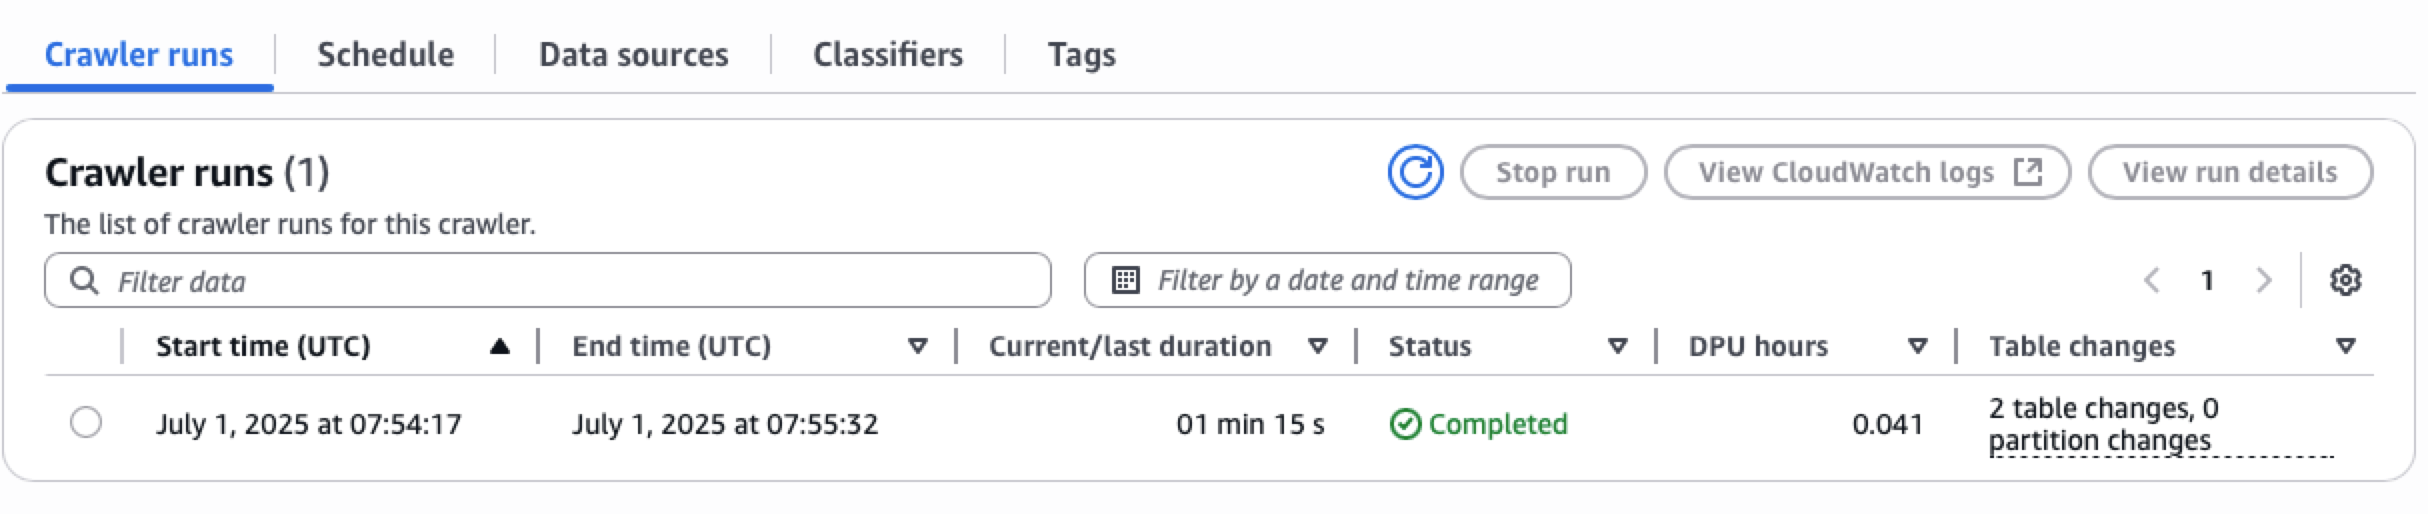 Crawler runs Schedule Data sources Classifiers Tags
Crawler runs (1) Stop run View CloudWatch logs View run details
The list of crawler runs for this crawler.
Filter data Filter by a date and time range 1
Start time (UTC) End time (UTC) Current/last duration Status DPU hours Table changes
July 1, 2025 at 07:54:17 July 1, 2025 at 07:55:32 01 min 15 s Completed 0.041 2 table changes, 0
partition changes